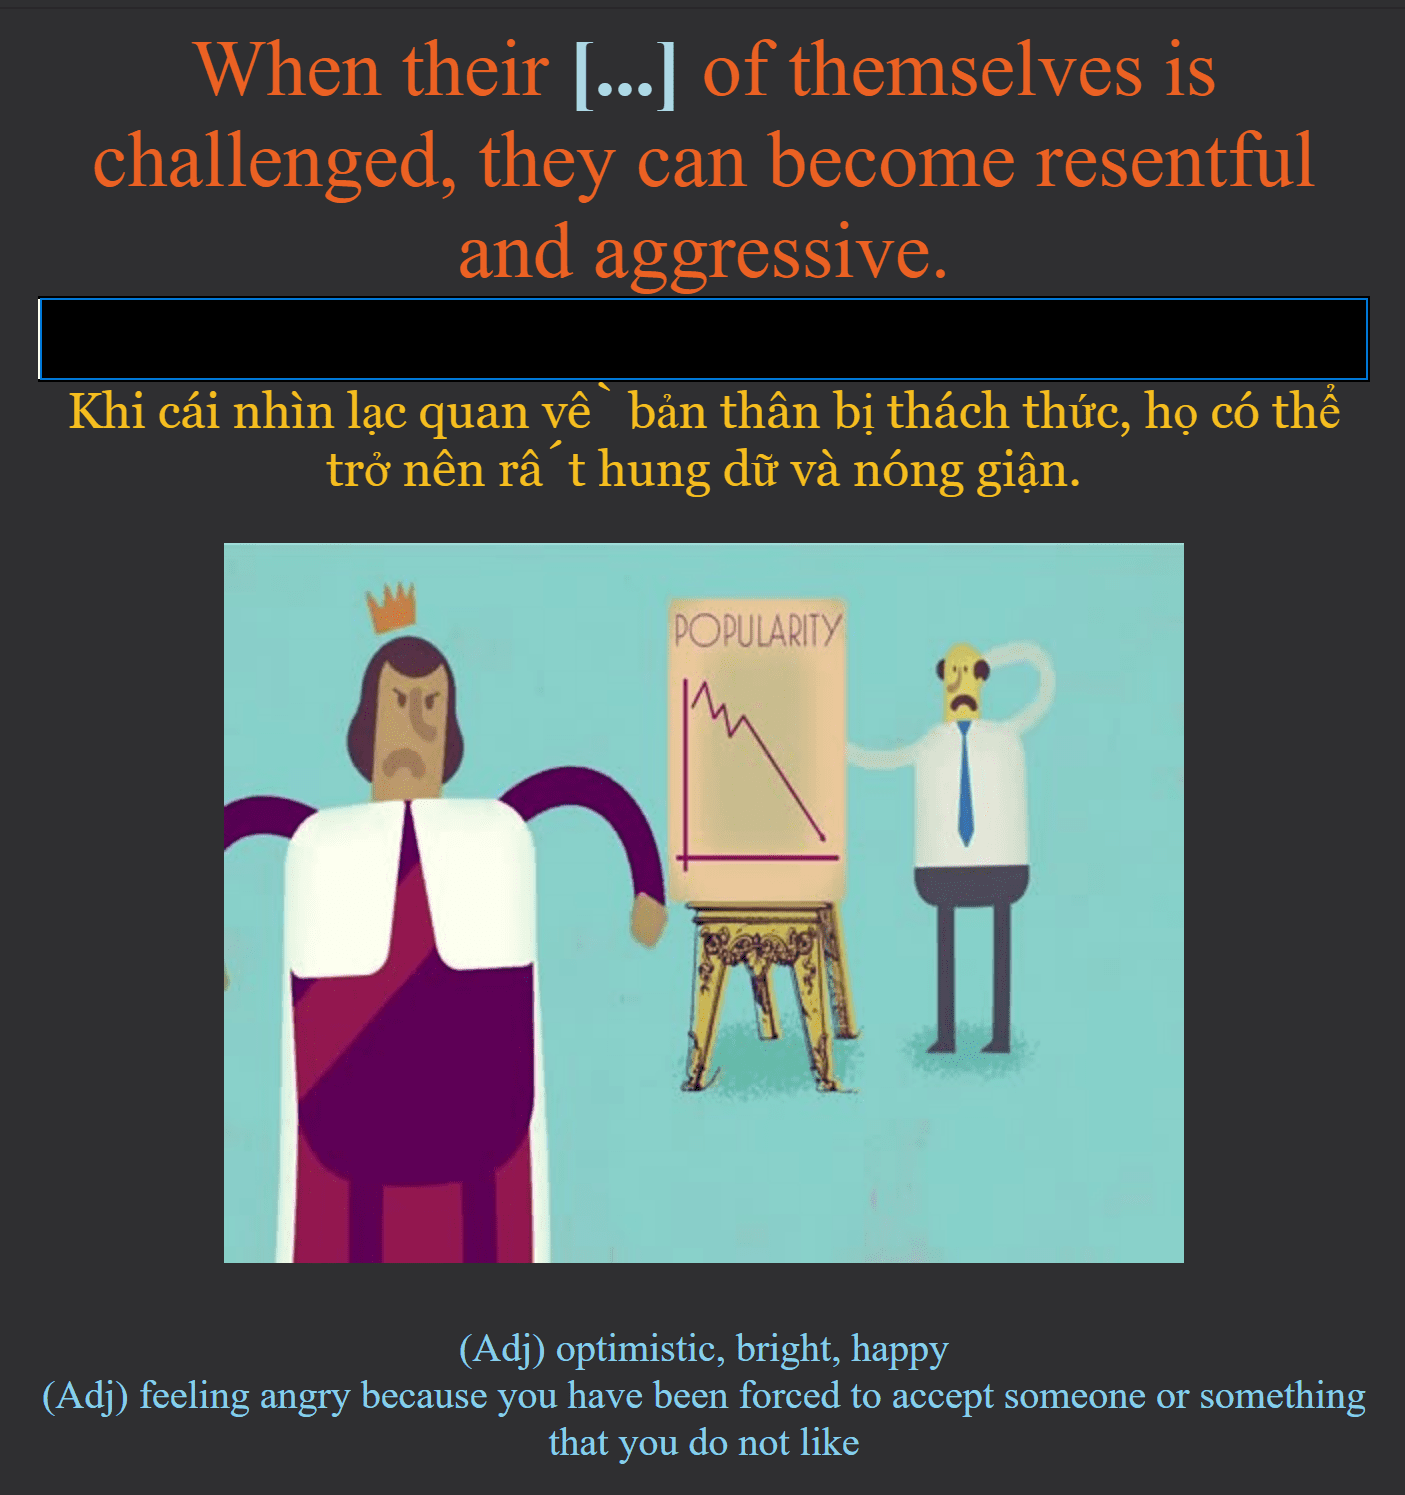 When their [...] of themselves is
challenged, they can become resentful
and aggressive.
Khi cái nhìn lạc quan về bản thân bị thách thức, họ có thể
trở nên rất hung dữ và nóng giận.
POPULARITY
(Adj) optimistic, bright, happy
(Adj) feeling angry because you have been forced to accept someone or something
that you do not like